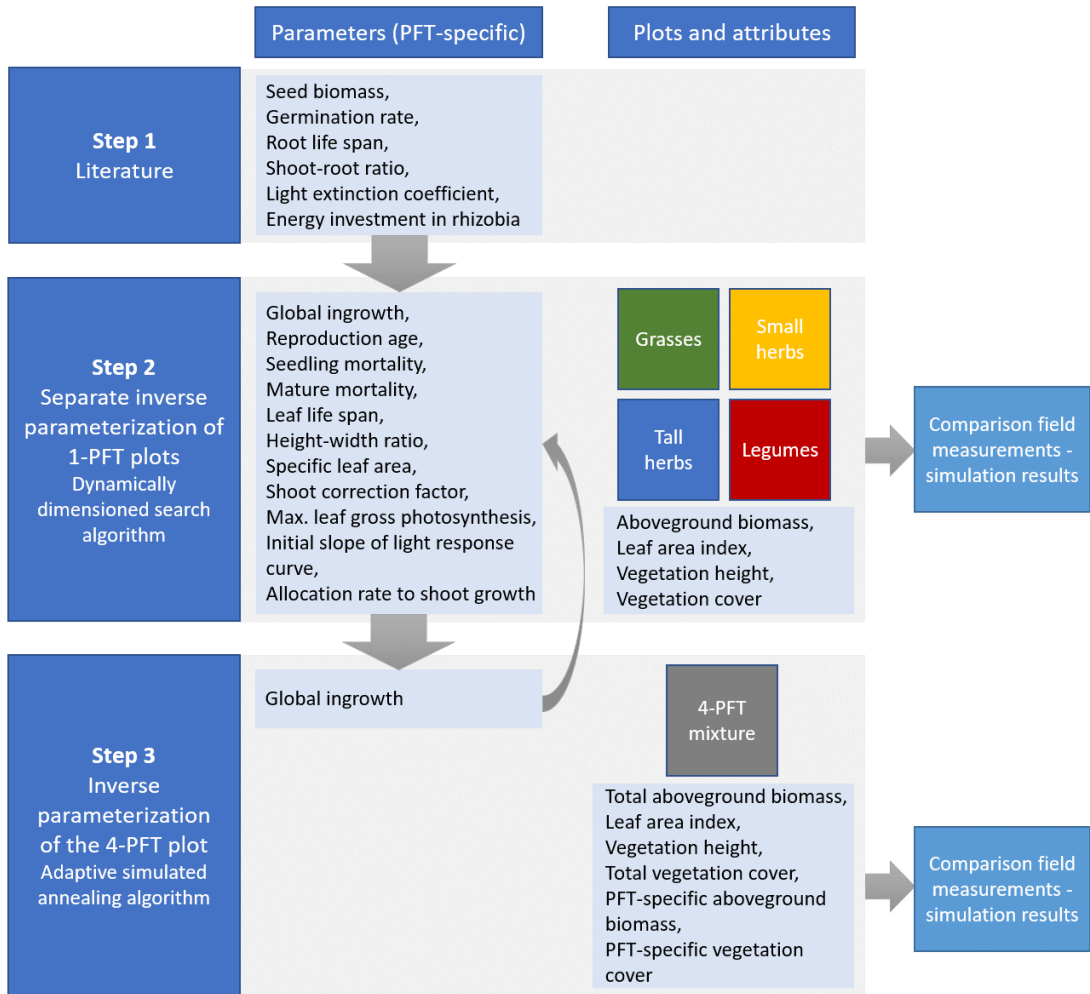 Parameters (PFT-specific)
Plots and attributes
Step 1
Literature
Seed biomass,
Germination rate,
Root life span,
Shoot-root ratio,
Light extinction coefficient,
Energy investment in rhizobia
Step 2
Separate inverse
parameterization of
1-PFT plots
Dynamically
dimensioned search
algorithm
Global ingrowth,
Reproduction age,
Seedling mortality,
Mature mortality,
Leaf life span,
Height-width ratio,
Specific leaf area,
Shoot correction factor,
Max. leaf gross photosynthesis,
Initial slope of light response
curve,
Allocation rate to shoot growth
Grasses
Small
herbs
Tall
herbs
Legumes
Aboveground biomass,
Leaf area index,
Vegetation height,
Vegetation cover
Comparison field
measurements -
simulation results
Step 3
Inverse
parameterization
of the 4-PFT plot
Adaptive simulated
annealing algorithm
Global ingrowth
4-PFT
mixture
Total aboveground biomass,
Leaf area index,
Vegetation height,
Total vegetation cover,
PFT-specific aboveground
biomass,
PFT-specific vegetation
cover
Comparison field
measurements -
simulation results